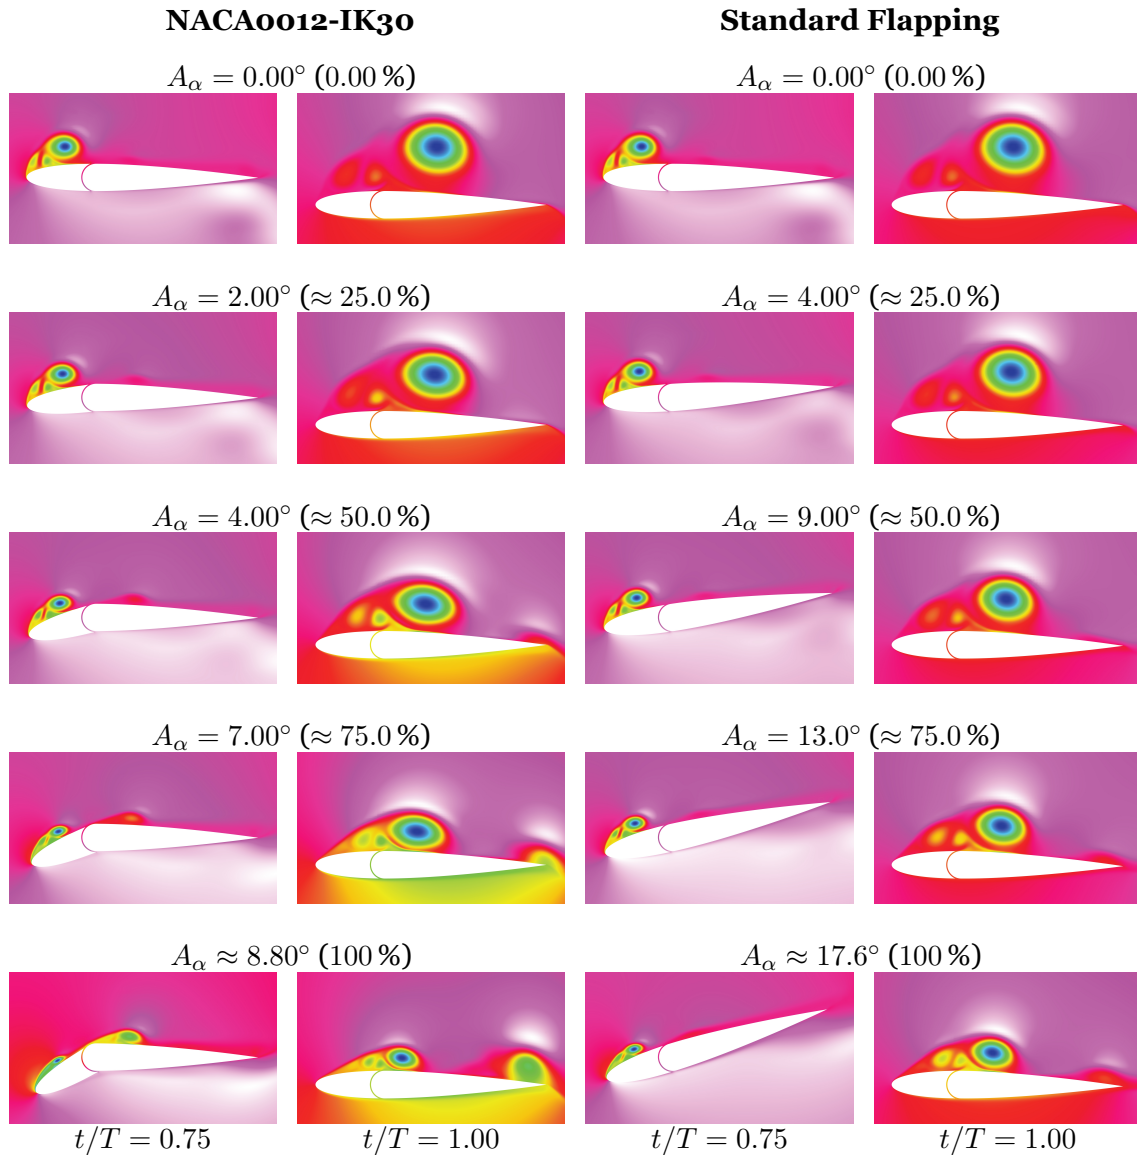 NACA0012-IK30 Standard Flapping
A_α = 0.00° (0.00 %) A_α = 0.00° (0.00 %)
A_α = 2.00° (≈ 25.0 %) A_α = 4.00° (≈ 25.0 %)
A_α = 4.00° (≈ 50.0 %) A_α = 9.00° (≈ 50.0 %)
A_α = 7.00° (≈ 75.0 %) A_α = 13.0° (≈ 75.0 %)
A_α ≈ 8.80° (100 %) A_α ≈ 17.6° (100 %)
t/T = 0.75 t/T = 1.00 t/T = 0.75 t/T = 1.00